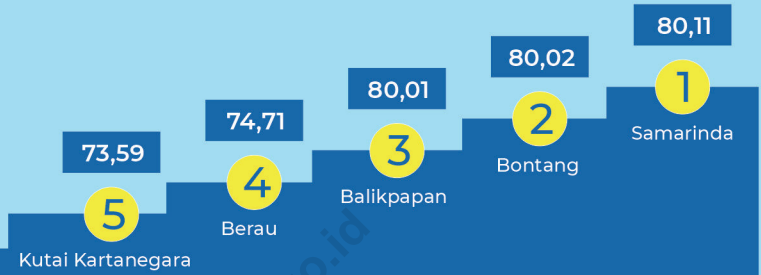 80,11
1
Samarinda
80,02
2
Bontang
80,01
3
Balikpapan
74,71
4
Berau
73,59
5
Kutai Kartanegara
o.id